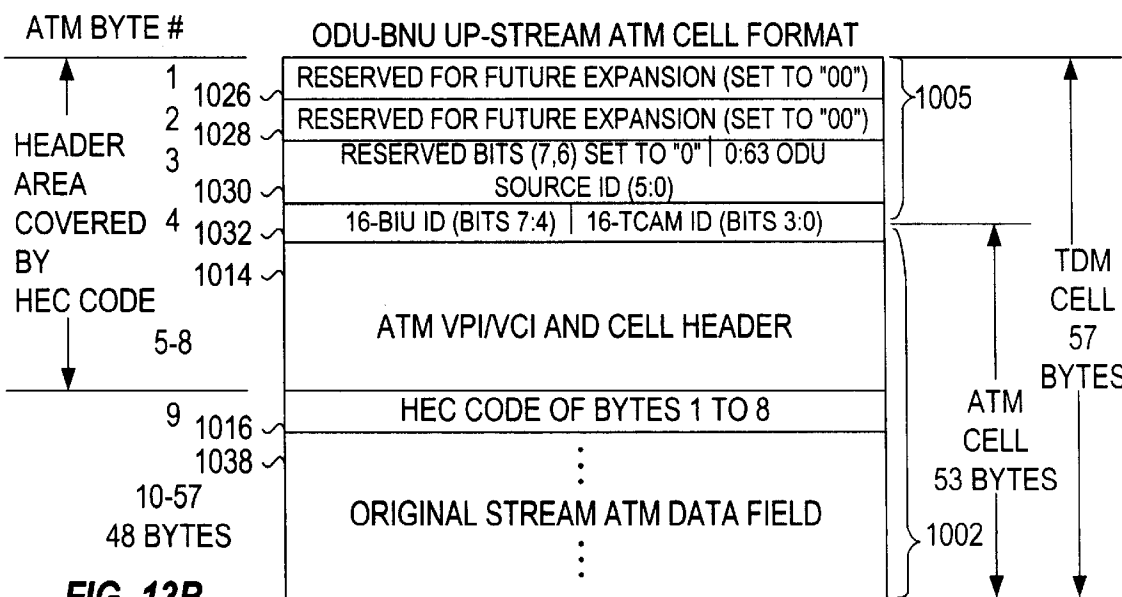 ATM BYTE #
ODU-BNU UP-STREAM ATM CELL FORMAT
1
1026
RESERVED FOR FUTURE EXPANSION (SET TO "00")
1005
2
1028
RESERVED FOR FUTURE EXPANSION (SET TO "00")
HEADER
AREA
COVERED
BY
HEC CODE
3
1030
RESERVED BITS (7,6) SET TO "0" | 0:63 ODU
SOURCE ID (5:0)
4
1032
16-BIU ID (BITS 7:4) | 16-TCAM ID (BITS 3:0)
1014
5-8
ATM VPI/VCI AND CELL HEADER
TDM
CELL
57
BYTES
9
1016
HEC CODE OF BYTES 1 TO 8
ATM
CELL
53 BYTES
1038
10-57
48 BYTES
ORIGINAL STREAM ATM DATA FIELD
1002